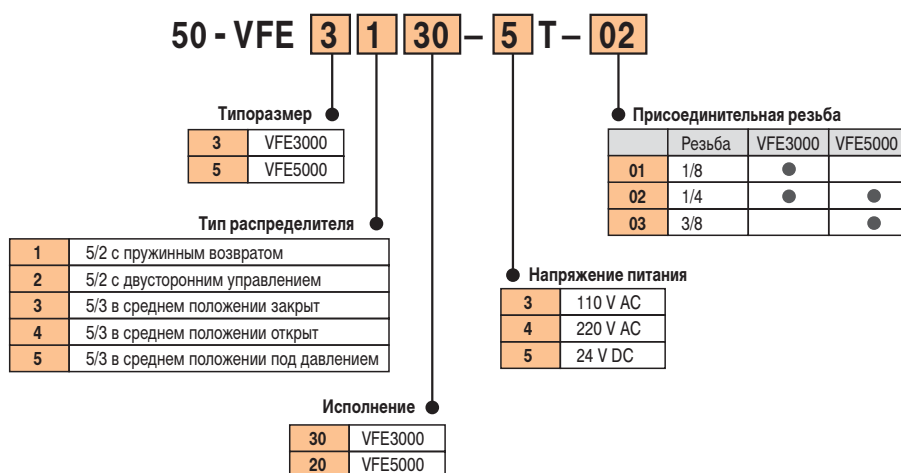 50 - VFE 3 1 30 – 5 T – 02
Типоразмер
3 VFE3000
5 VFE5000
Присоединительная резьба
Резьба VFE3000 VFE5000
01 1/8 ●
02 1/4 ● ●
03 3/8 ●
Тип распределителя
1 5/2 с пружинным возвратом
2 5/2 с двусторонним управлением
3 5/3 в среднем положении закрыт
4 5/3 в среднем положении открыт
5 5/3 в среднем положении под давлением
Напряжение питания
3 110 V AC
4 220 V AC
5 24 V DC
Исполнение
30 VFE3000
20 VFE5000